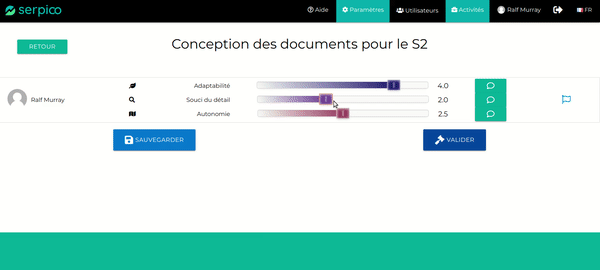 serpico
Aide
Parametres
Utilisateurs
Activités
Ralf Murray
FR
RETOUR
Conception des documents pour le S2
Adaptabilité
4.0
Ralf Murray
Souci du détail
2.0
Autonomie
2.5
SAUVEGARDER
VALIDER